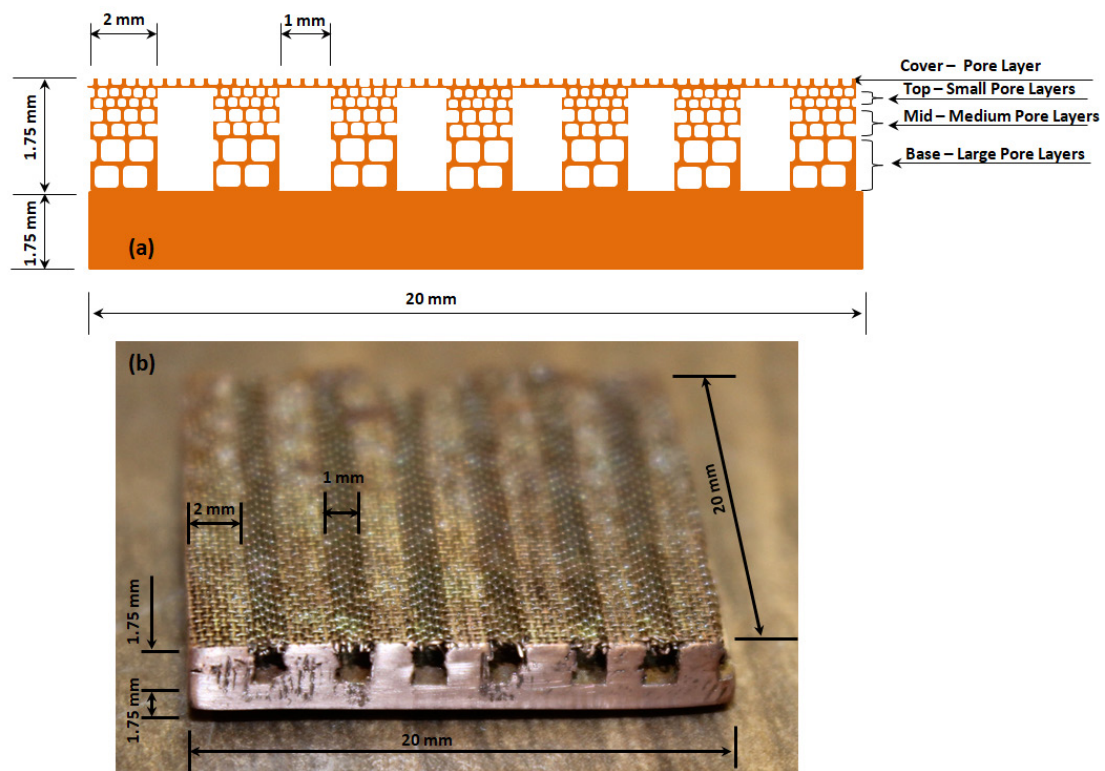 2 mm
1 mm
Cover – Pore Layer
Top – Small Pore Layers
Mid – Medium Pore Layers
Base – Large Pore Layers
1.75 mm
1.75 mm
(a)
20 mm
(b)
1 mm
2 mm
20 mm
1.75 mm
1.75 mm
20 mm